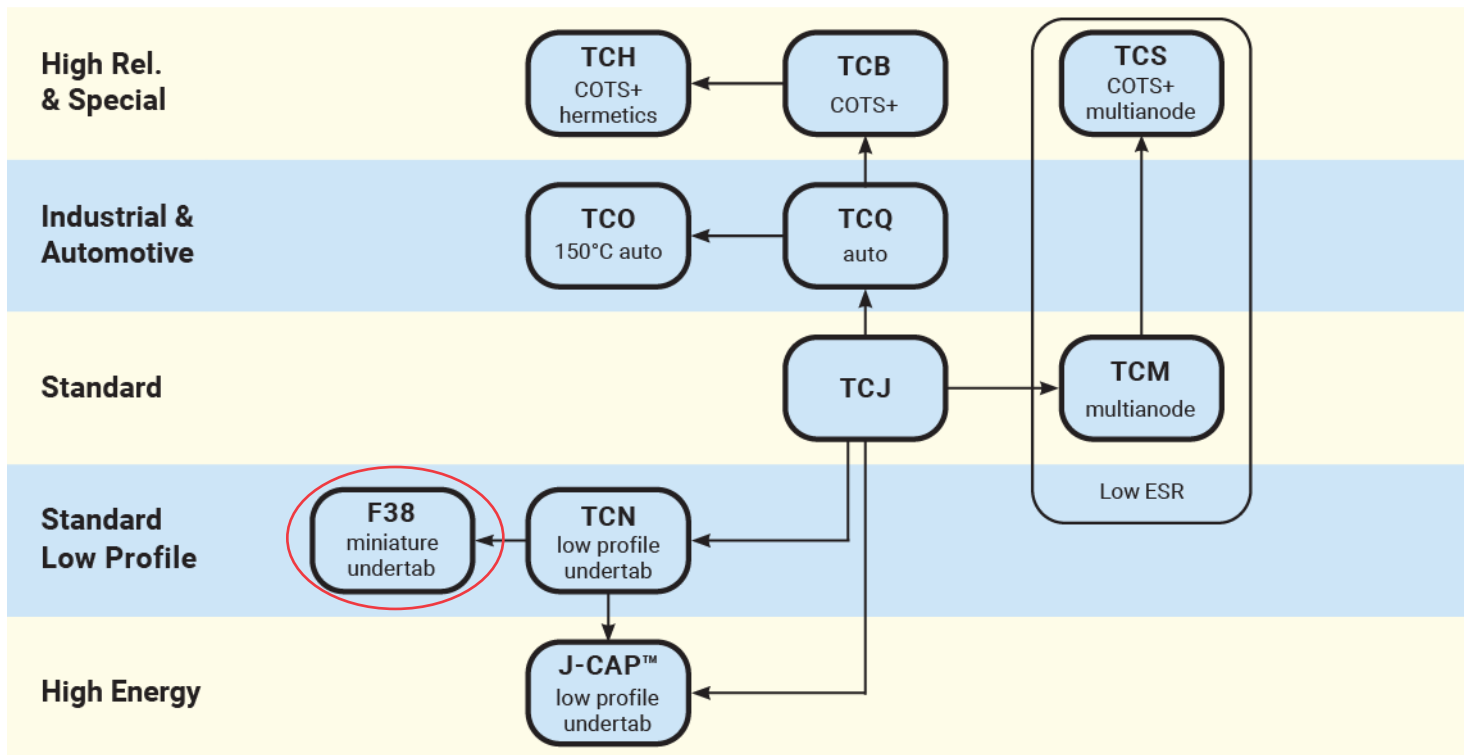 High Rel.
& Special
TCH
COTS+
hermetics
TCB
COTS+
TCS
COTS+
multianode
Industrial &
Automotive
TCO
150°C auto
TCQ
auto
Standard
TCJ
TCM
multianode
Low ESR
Standard
Low Profile
F38
miniature
undertab
TCN
low profile
undertab
High Energy
J-CAP™
low profile
undertab